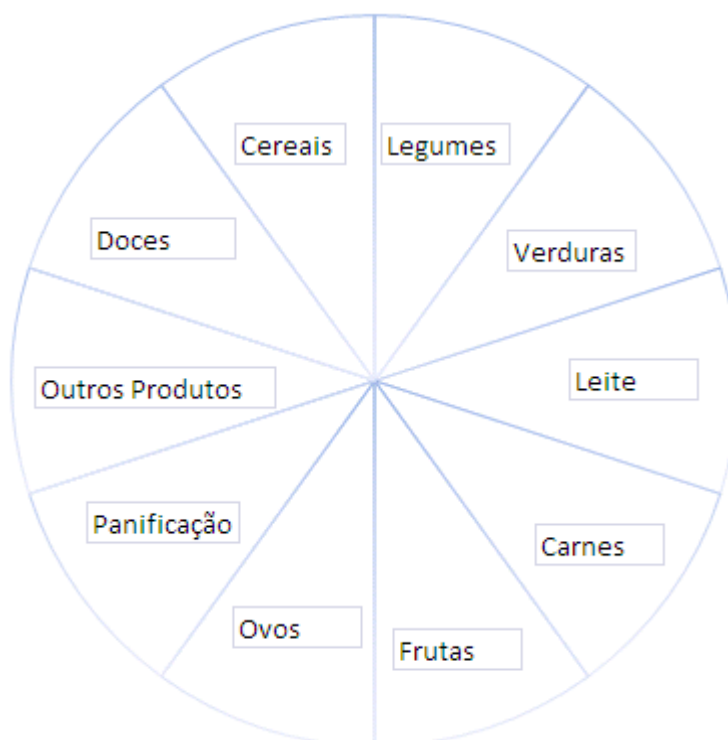 Cereais
Legumes
Doces
Verduras
Outros Produtos
Leite
Panificação
Carnes
Ovos
Frutas